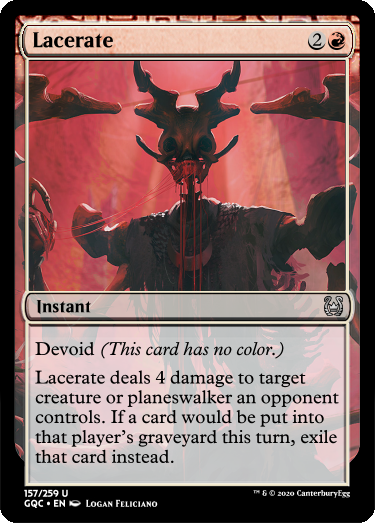 Lacerate 2
Instant
Devoid (This card has no color.)
Lacerate deals 4 damage to target
creature or planeswalker an opponent
controls. If a card would be put into
that player's graveyard this turn, exile
that card instead.
157/259 U
GQC • EN Logan Feliciano
™ & © 2020 CanterburyEgg